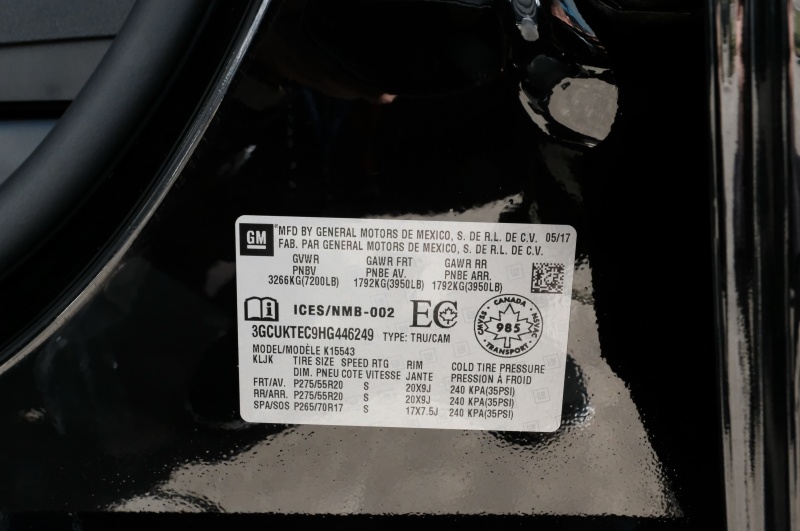 GM
MFD BY GENERAL MOTORS DE MEXICO, S. DE R.L. DE C.V. 05/17
FAB. PAR GENERAL MOTORS DE MEXICO, S. DE R.L. DE C.V.
GVWR GAWR FRT GAWR RR
PNBV PNBE AV. PNBE ARR.
3266KG(7200LB) 1792KG(3950LB) 1792KG(3950LB)
ICES/NMB-002 EC
CANADA
CMVSS 985 NSVAC
TRANSPORT
3GCUKTEC9HG446249 TYPE: TRU/CAM
MODEL/MODÈLE K15543
KLJK TIRE SIZE SPEED RTG RIM COLD TIRE PRESSURE
DIM. PNEU COTE VITESSE JANTE PRESSION À FROID
FRT/AV. P275/55R20 S 20X9J 240 KPA(35PSI)
RR/ARR. P275/55R20 S 20X9J 240 KPA(35PSI)
SPA/SOS P265/70R17 S 17X7.5J 240 KPA(35PSI)